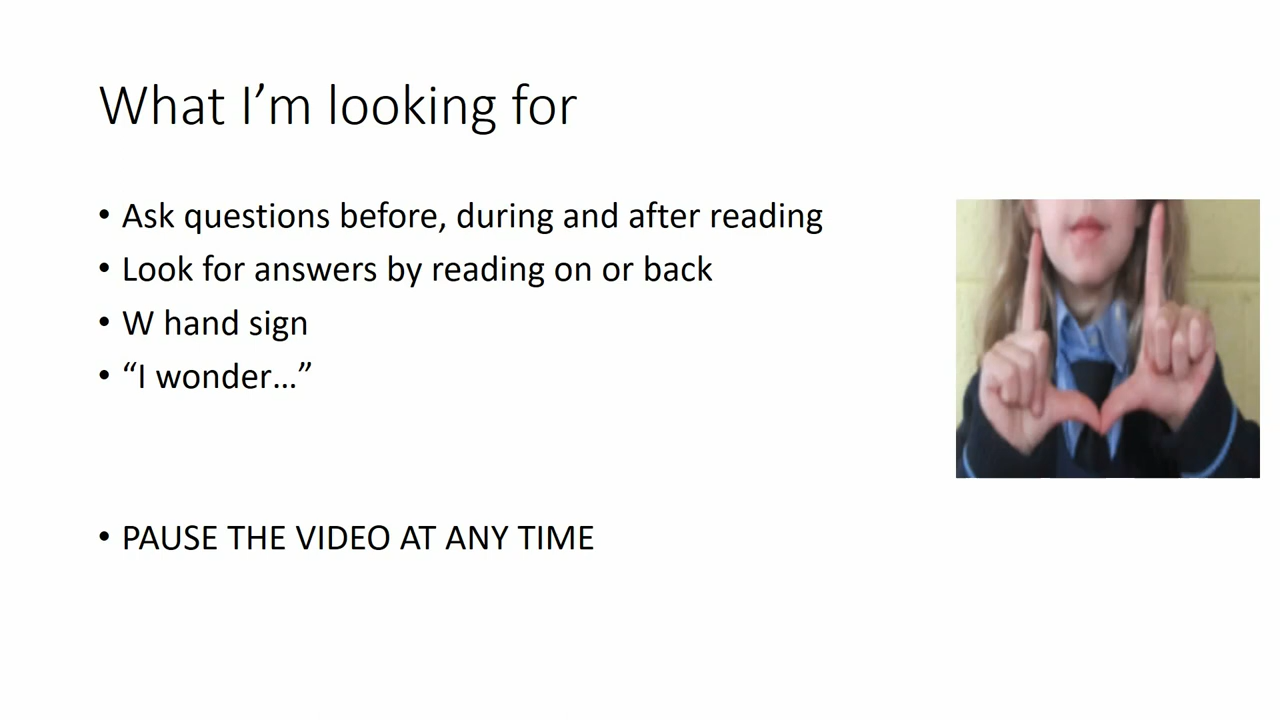 What I’m looking for
• Ask questions before, during and after reading
• Look for answers by reading on or back
• W hand sign
• “I wonder…”
• PAUSE THE VIDEO AT ANY TIME